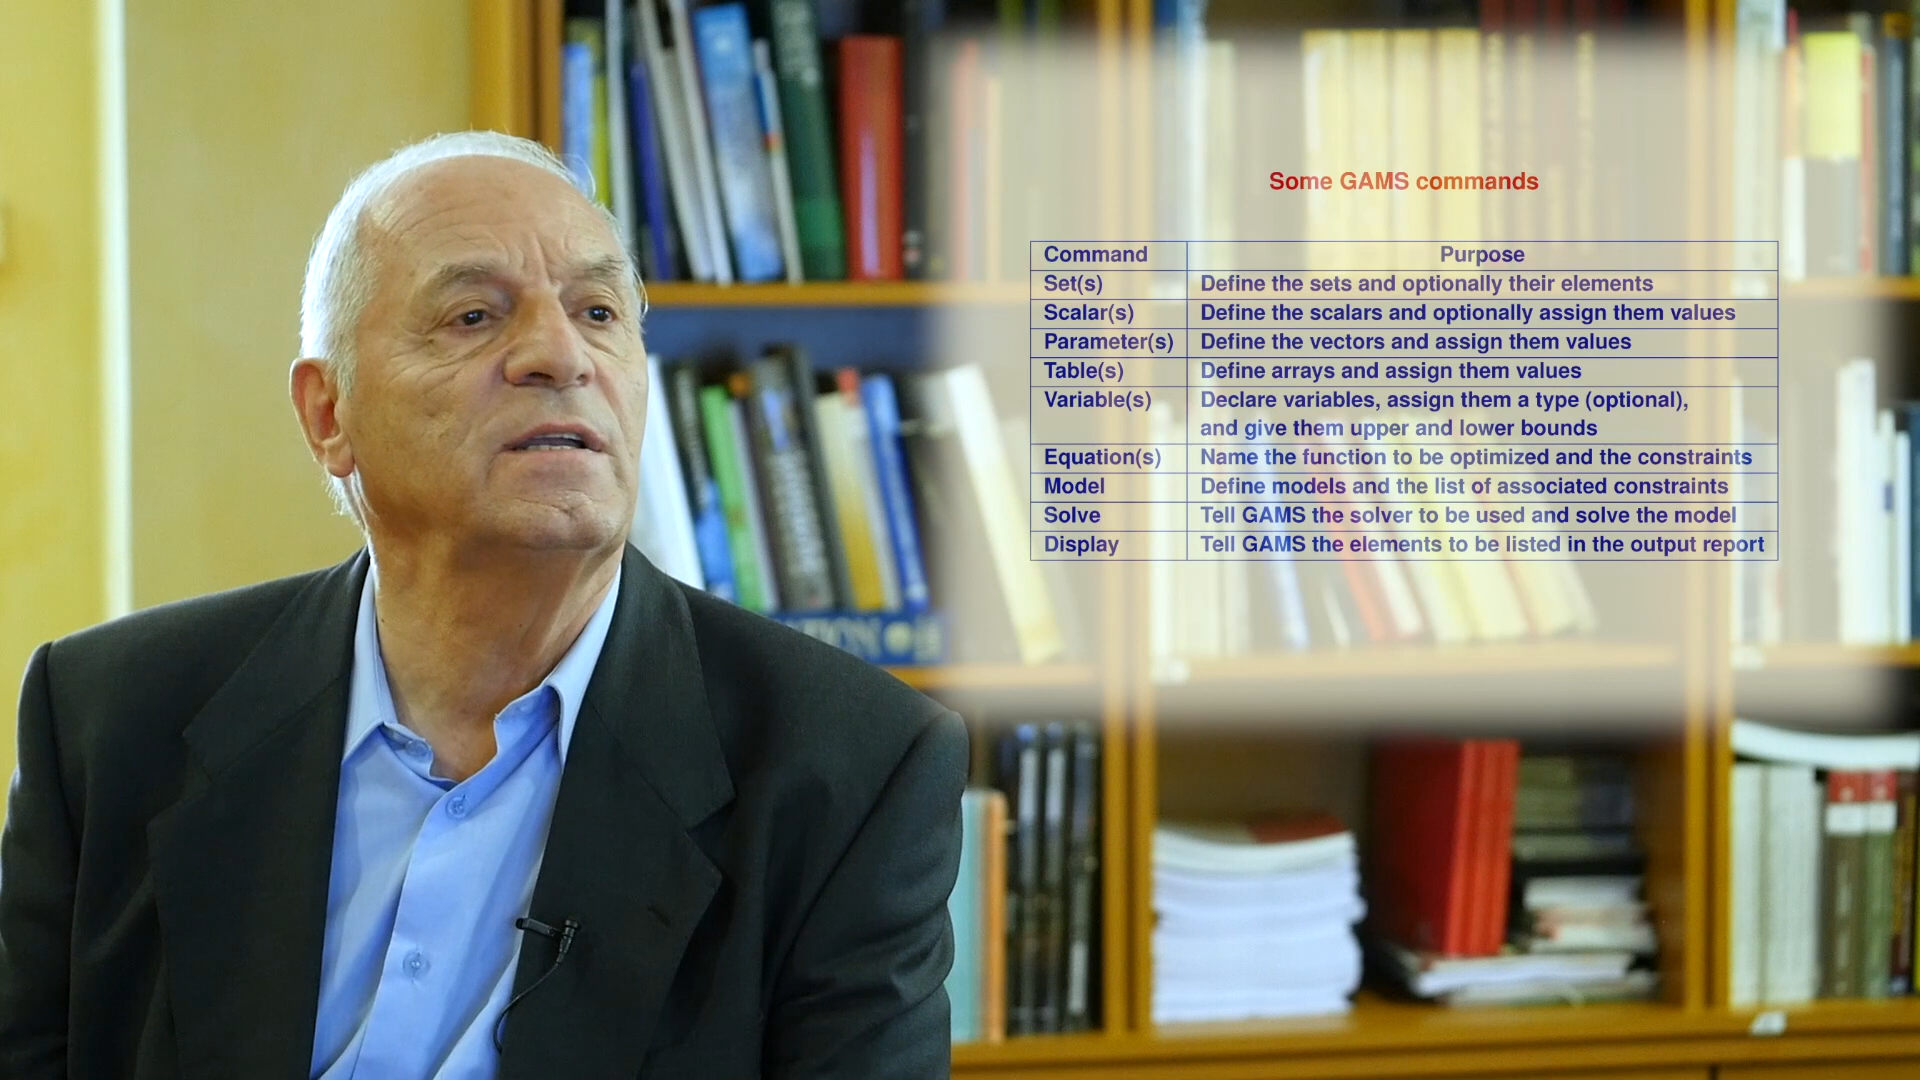 Some GAMS commands
Command Purpose
Set(s) Define the sets and optionally their elements
Scalar(s) Define the scalars and optionally assign them values
Parameter(s) Define the vectors and assign them values
Table(s) Define arrays and assign them values
Variable(s) Declare variables, assign them a type (optional),
and give them upper and lower bounds
Equation(s) Name the function to be optimized and the constraints
Model Define models and the list of associated constraints
Solve Tell GAMS the solver to be used and solve the model
Display Tell GAMS the elements to be listed in the output report